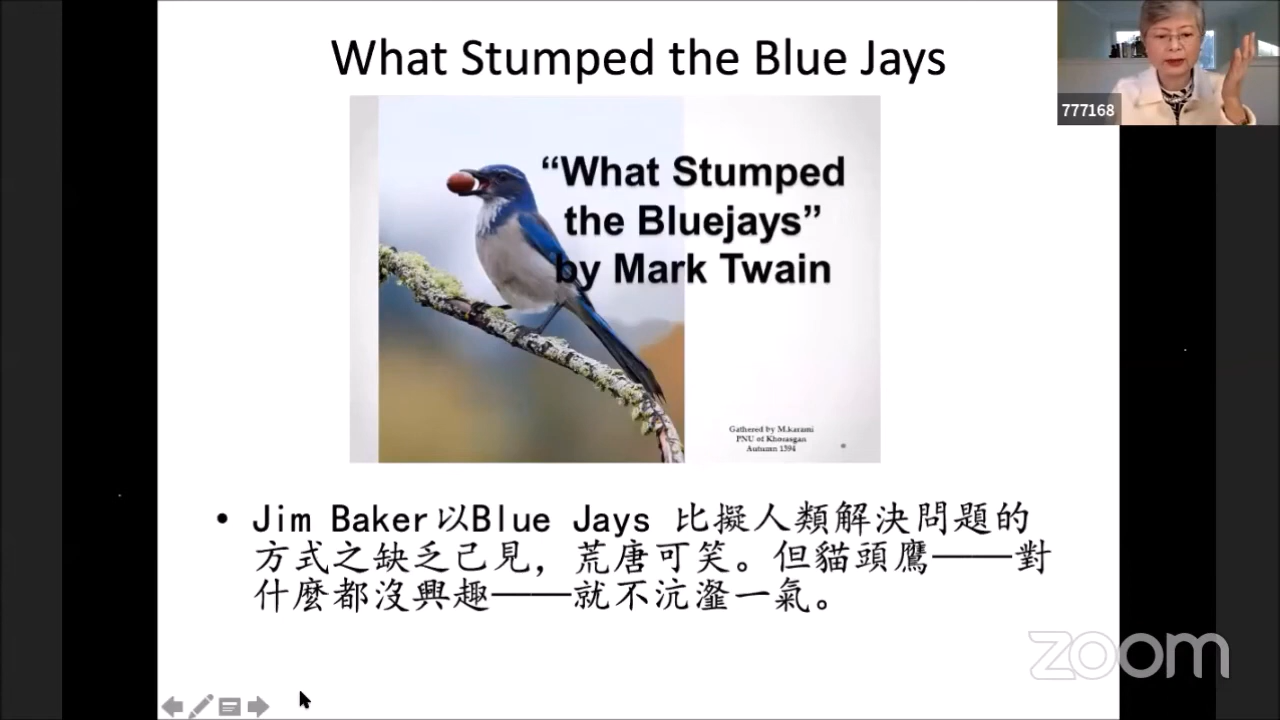 What Stumped the Blue Jays
777168
“What Stumped
the Bluejays”
by Mark Twain
Gathered by M.karami
PNU of Khorasgan
Autumn 1394
• Jim Baker以Blue Jays 比擬人類解決問題的
方式之缺乏己見，荒唐可笑。但貓頭鷹——對
什麼都沒興趣——就不沆瀣一氣。
zoom